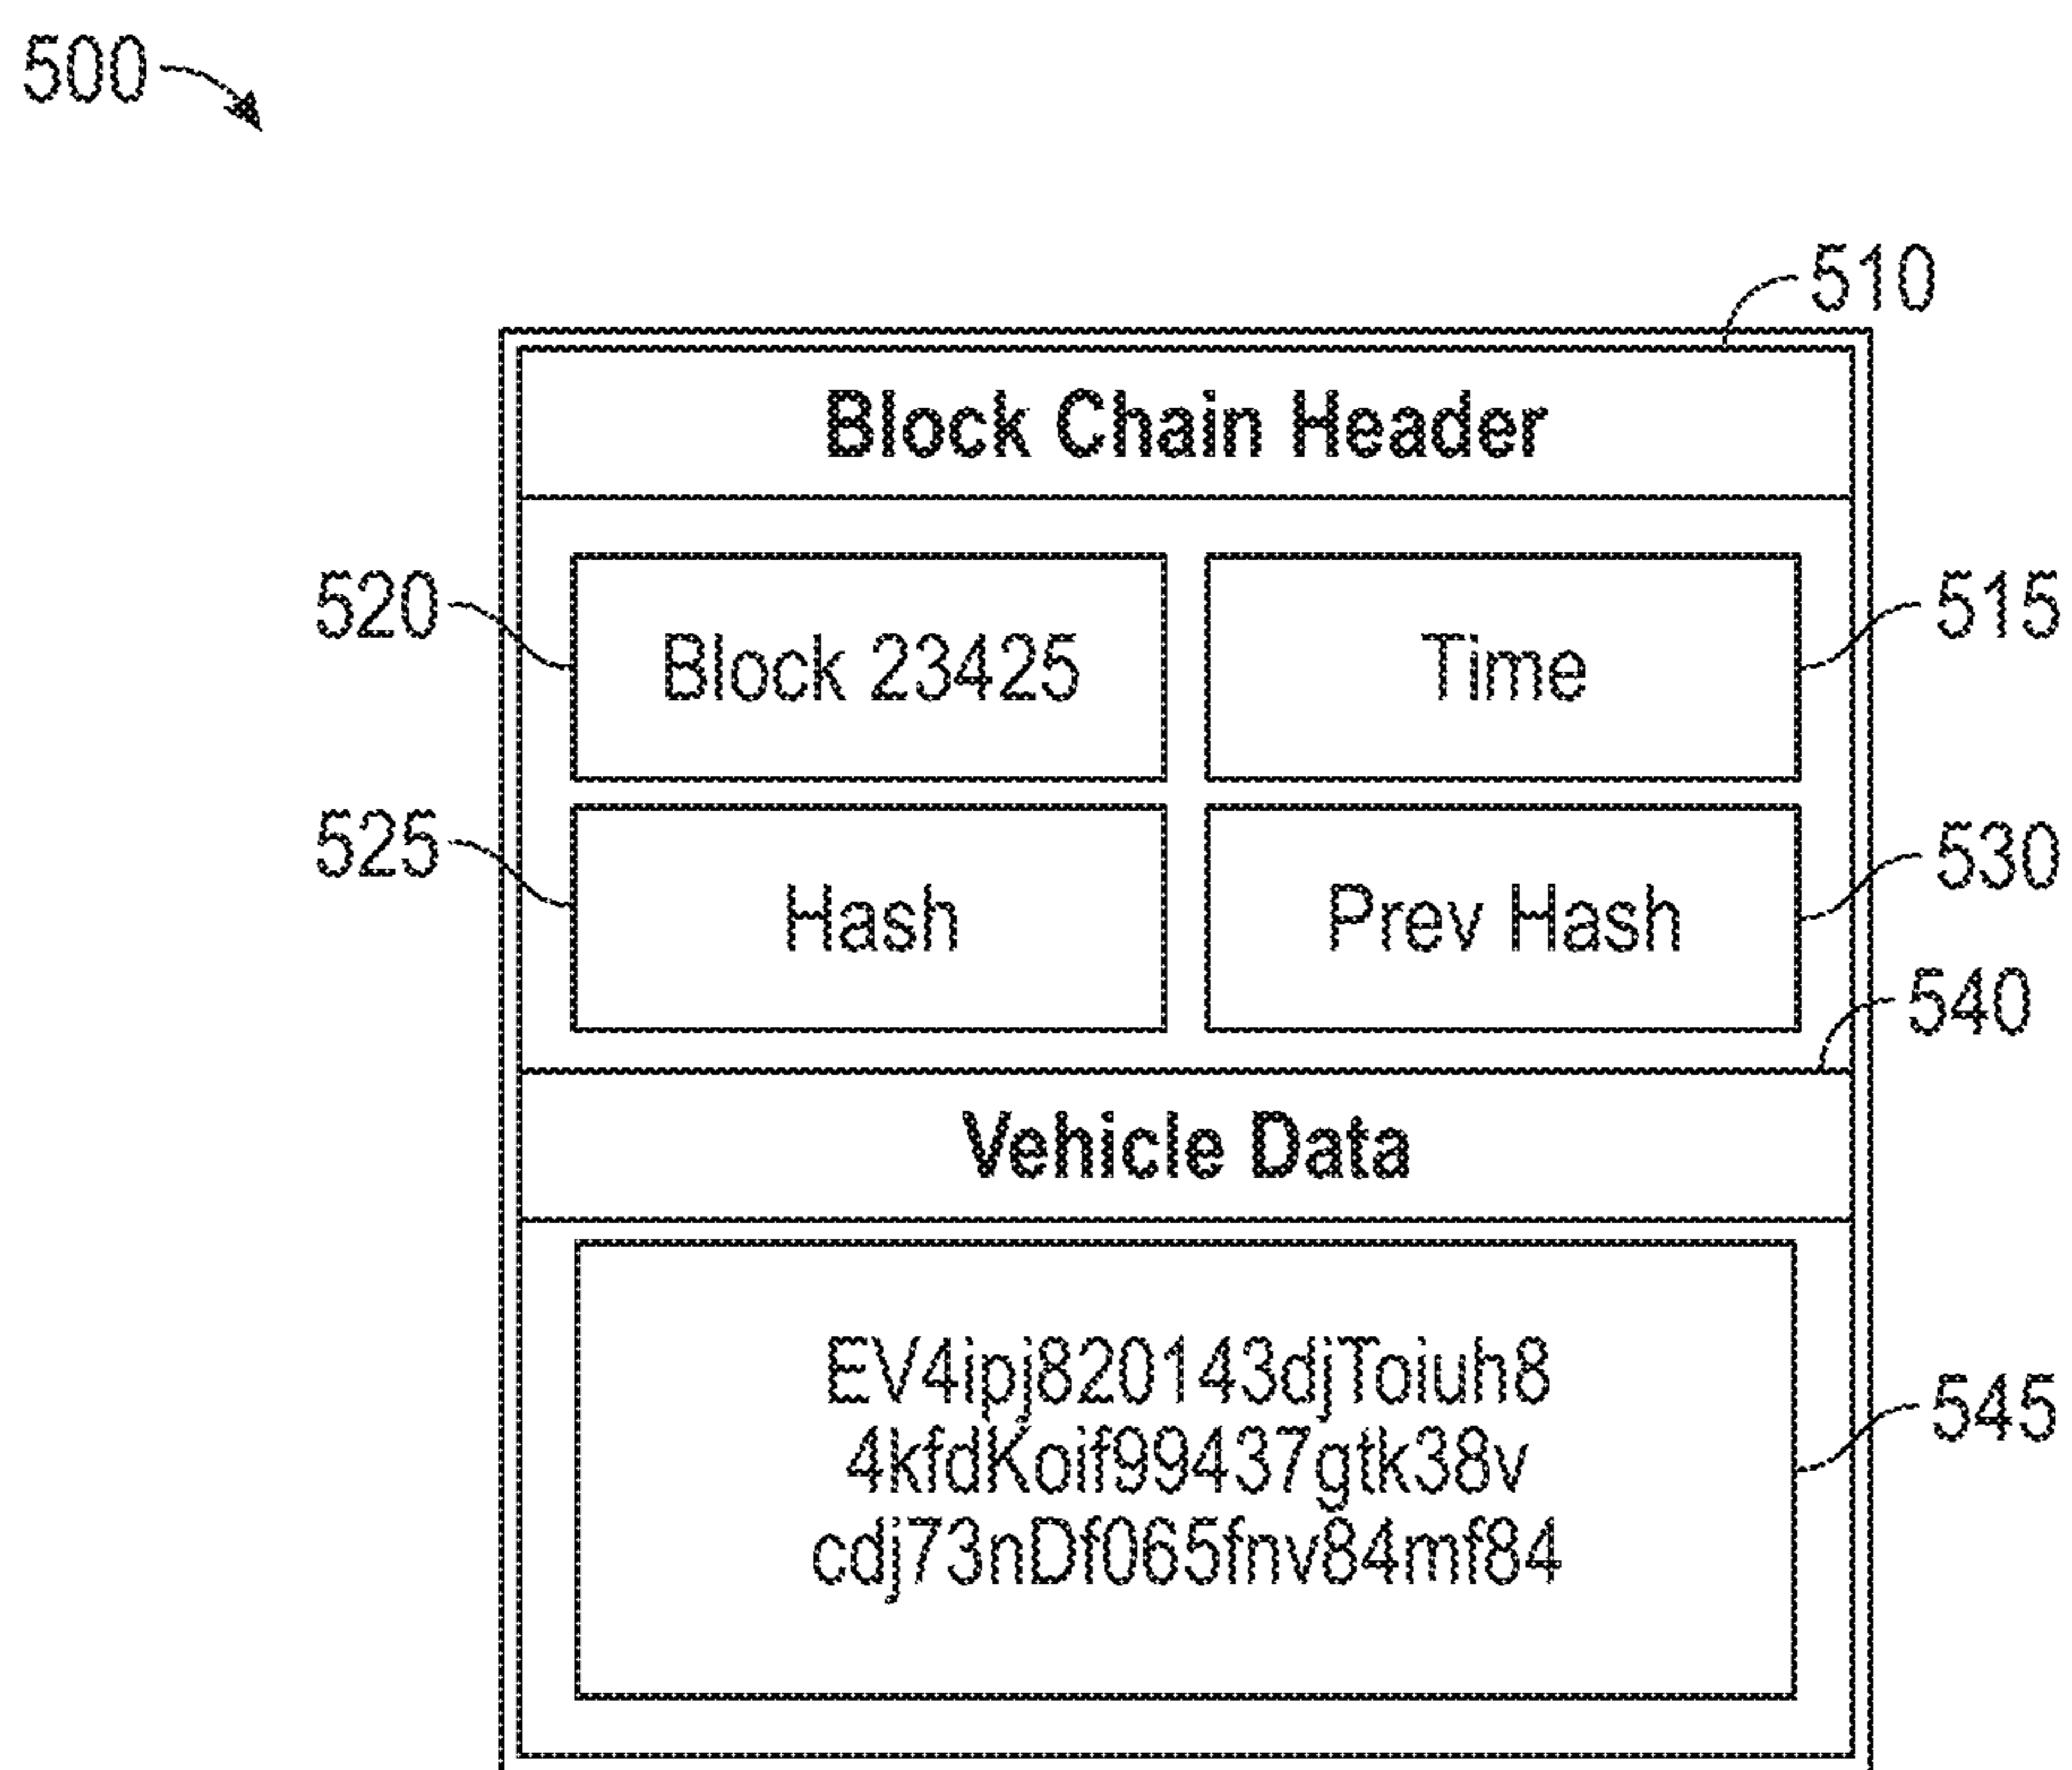 500
510
Block Chain Header
520
Block 23425
Time
515
525
Hash
Prev Hash
530
540
Vehicle Data
EV4ipj820143djToiuh8
4kfdKoif99437gtk38v
cdj73nDf065fnv84mf84
545